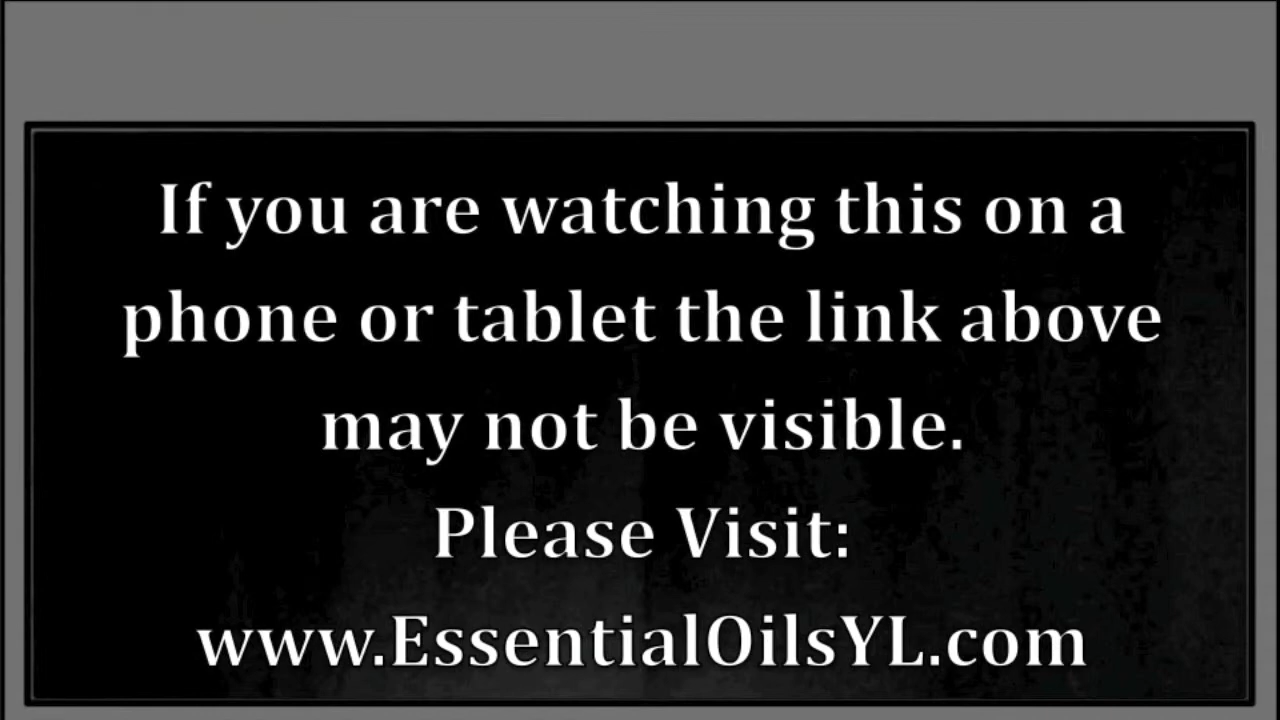 If you are watching this on a
phone or tablet the link above
may not be visible.
Please Visit:
www.EssentialOilsYL.com